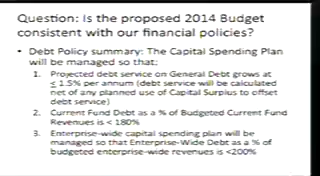 Question: Is the proposed 2014 Budget
consistent with our financial policies?
• Debt Policy summary: The Capital Spending Plan
will be managed so that:
1. Projected debt service on General Debt grows at
≤ 1.5% per annum (debt service will be calculated
net of any planned use of Capital Surplus to offset
debt service)
2. Current Fund Debt as a % of Budgeted Current Fund
Revenues is < 180%
3. Enterprise-wide capital spending plan will be
managed so that Enterprise-Wide Debt as a % of
budgeted enterprise-wide revenues is <200%